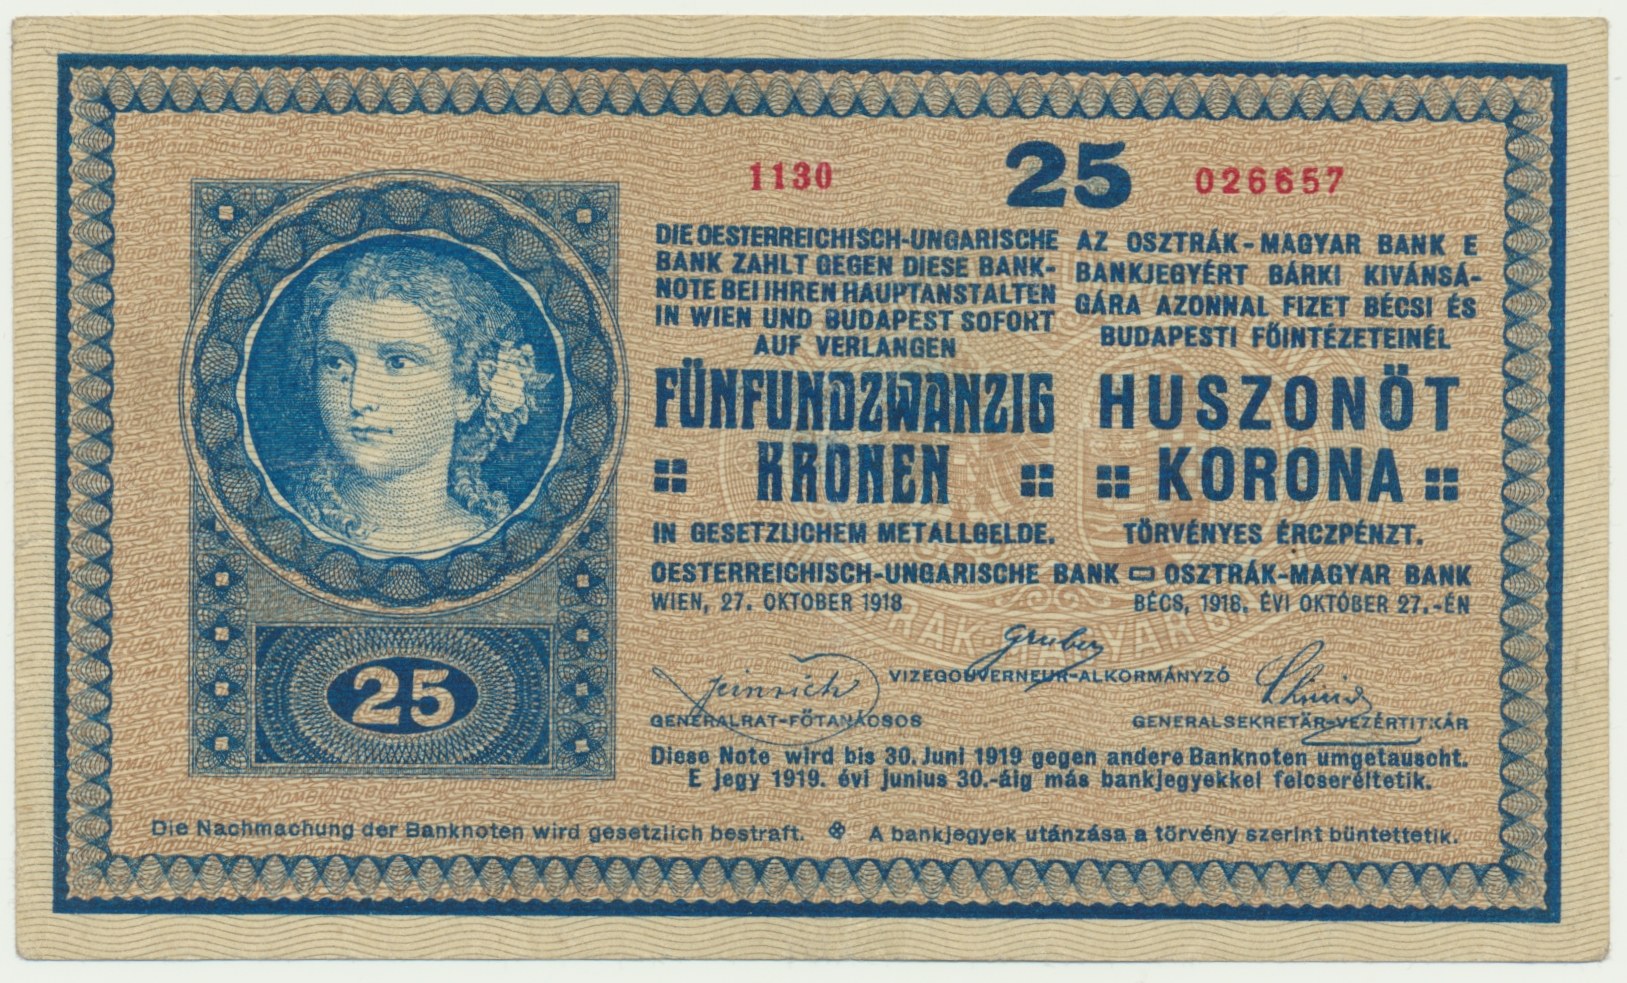 1130
25
026657
DIE OESTERREICHISCH-UNGARISCHE
BANK ZAHLT GEGEN DIESE BANK-
NOTE BEI IHREN HAUPTANSTALTEN
IN WIEN UND BUDAPEST SOFORT
AUF VERLANGEN
FÜNFUNDZWANZIG
KRONEN
IN GESETZLICHEM METALLGELDE.
AZ OSZTRÁK-MAGYAR BANK E
BANKJEGYÉRT BÁRKI KIVÁNSÁ-
GÁRA AZONNAL FIZET BÉCSI ÉS
BUDAPESTI FŐINTÉZETEINÉL
HUSZONÖT
KORONA
TÖRVÉNYES ÉRCZPÉNZT.
OESTERREICHISCH-UNGARISCHE BANK OSZTRÁK-MAGYAR BANK
WIEN, 27. OKTOBER 1918
BÉCS, 1918. ÉVI OKTÓBER 27.-ÉN
Gruber
VIZEGOUVERNEUR-ALKORMÁNYZÓ
GENERALRAT-FŐTANÁCSOS
GENERALSEKRETÄR-VEZÉRTITKÁR
25
Diese Note wird bis 30. Juni 1919 gegen andere Banknoten umgetauscht.
E jegy 1919. évi junius 30.-áig más bankjegyekkel felcseréltetik.
Die Nachmachung der Banknoten wird gesetzlich bestraft. A bankjegyek utánzása a törvény szerint büntettetik.